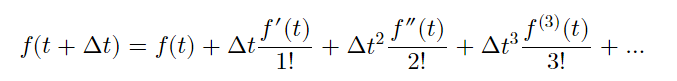 f(t + Δt) = f(t) + Δt f′(t)/1! + Δt² f″(t)/2! + Δt³ f⁽³⁾(t)/3! + ...